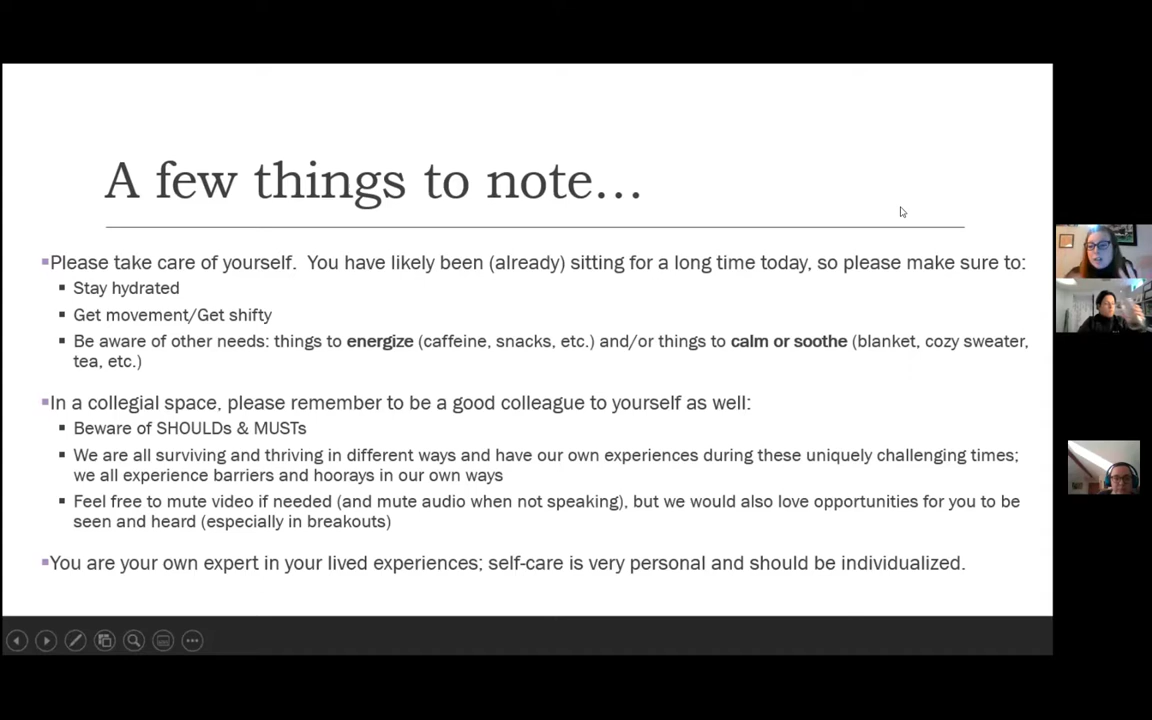 A few things to note…
Please take care of yourself.  You have likely been (already) sitting for a long time today, so please make sure to:
Stay hydrated
Get movement/Get shifty
Be aware of other needs: things to energize (caffeine, snacks, etc.) and/or things to calm or soothe (blanket, cozy sweater,
tea, etc.)
In a collegial space, please remember to be a good colleague to yourself as well:
Beware of SHOULDs & MUSTs
We are all surviving and thriving in different ways and have our own experiences during these uniquely challenging times;
we all experience barriers and hoorays in our own ways
Feel free to mute video if needed (and mute audio when not speaking), but we would also love opportunities for you to be
seen and heard (especially in breakouts)
You are your own expert in your lived experiences; self-care is very personal and should be individualized.